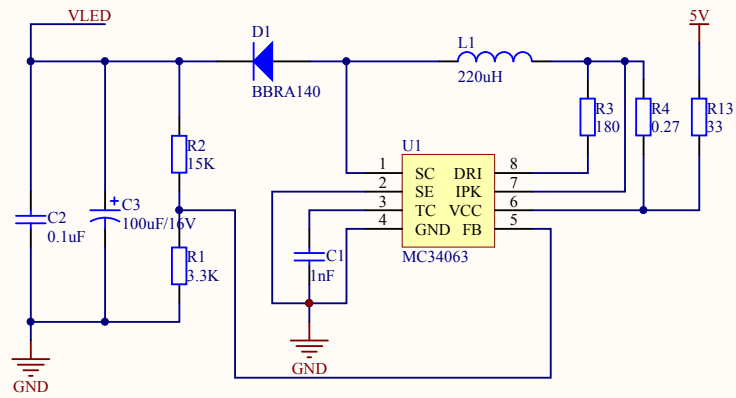 VLED
5V
D1
BBRA140
L1
220uH
R3
180
R4
0.27
R13
33
R2
15K
U1
MC34063
1 SC DRI 8
2 SE IPK 7
3 TC VCC 6
4 GND FB 5
C2
0.1uF
+
C3
100uF/16V
R1
3.3K
C1
1nF
GND
GND